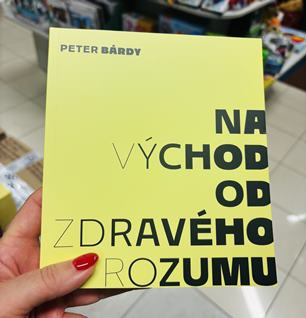 PETER BÁRDY
NA
VÝCHOD
OD
ZDRAVÉHO
ROZUMU